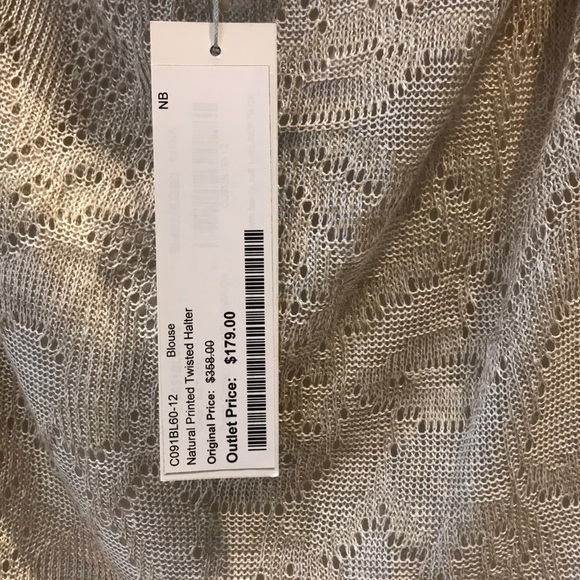 NB
C091BL60-12 Blouse
Natural Printed Twisted Halter
Original Price: $358.00
Outlet Price: $179.00